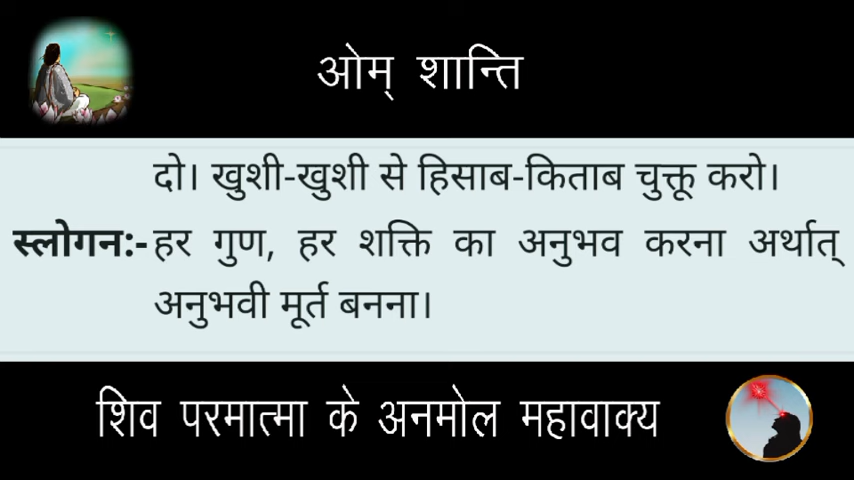 ओम् शान्ति
दो। खुशी-खुशी से हिसाब-किताब चुक्तू करो।
स्लोगन:- हर गुण, हर शक्ति का अनुभव करना अर्थात्
अनुभवी मूर्त बनना।
शिव परमात्मा के अनमोल महावाक्य